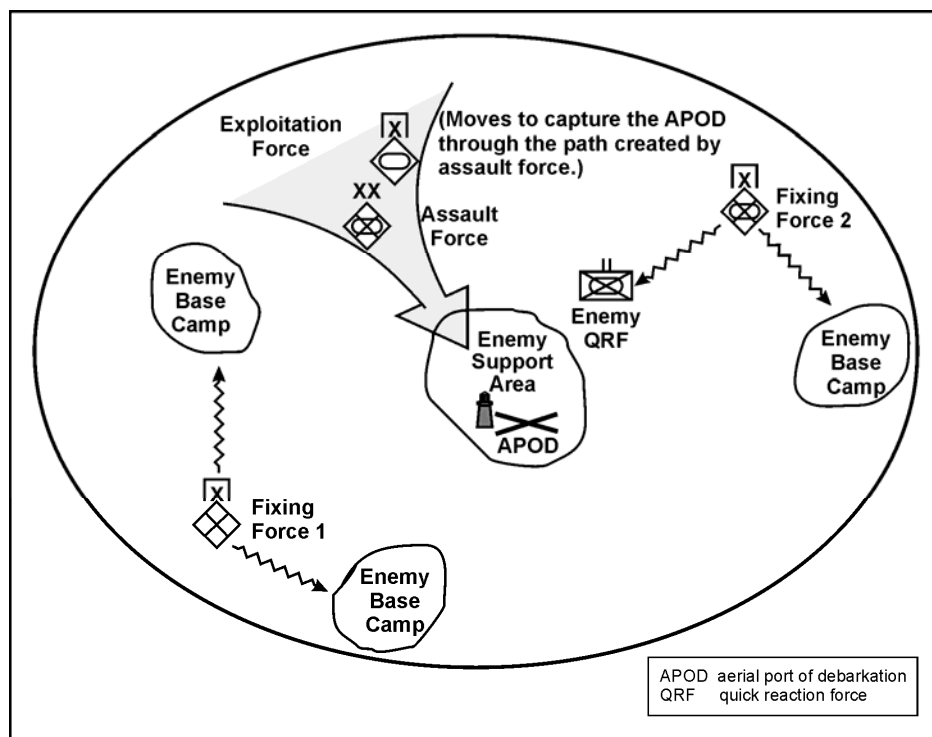 Exploitation
Force
X
(Moves to capture the APOD
through the path created by
assault force.)
XX
Assault
Force
X
Fixing
Force 2
Enemy
Base
Camp
Enemy
QRF
Enemy
Support
Area
APOD
Enemy
Base
Camp
X
Fixing
Force 1
Enemy
Base
Camp
APOD aerial port of debarkation
QRF quick reaction force